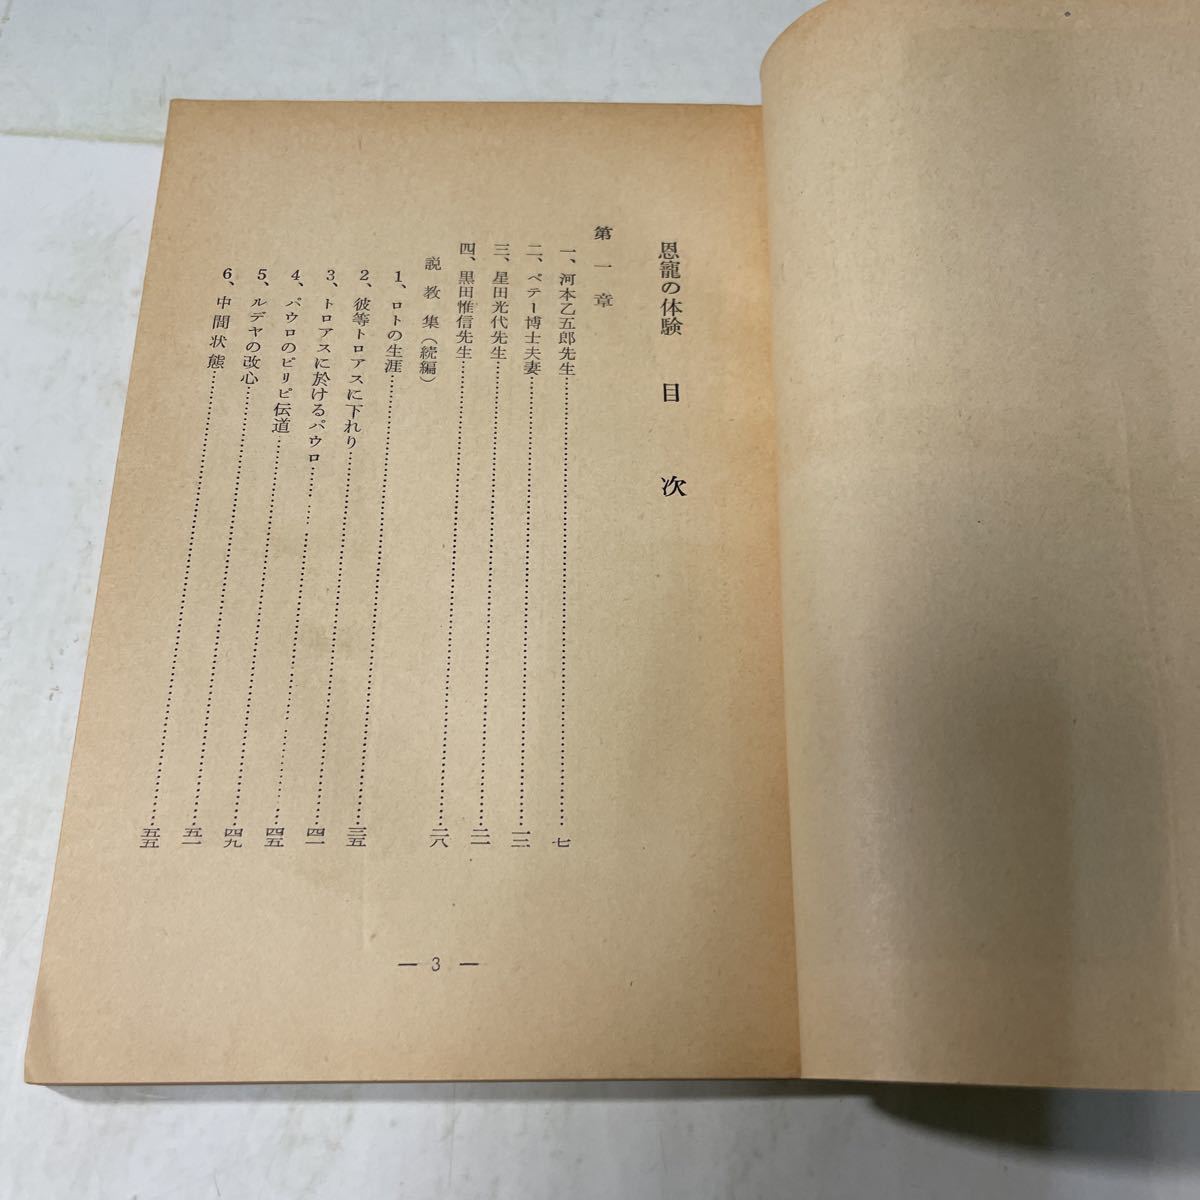 恩寵の体験　目　次
第一章
一、河本乙五郎先生……七
二、ペテー博士夫妻……一三
三、星田光代先生……二一
四、黒田惟信先生……二八
説教集（続編）
1、ロトの生涯……三五
2、彼等トロアスに下れり……四一
3、トロアスに於けるパウロ……四五
4、パウロのピリピ伝道……四九
5、ルデヤの改心……五一
6、中間状態……五五
— 3 —